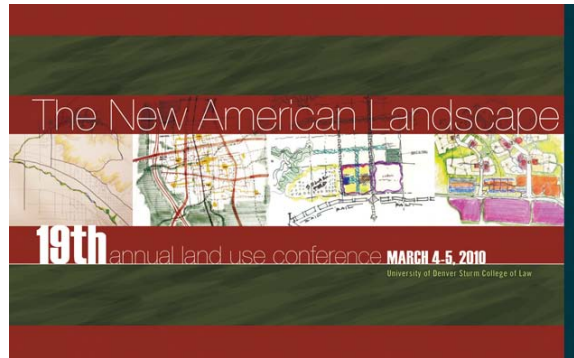 The New American Landscape
19th annual land use conference MARCH 4-5, 2010
University of Denver Sturm College of Law